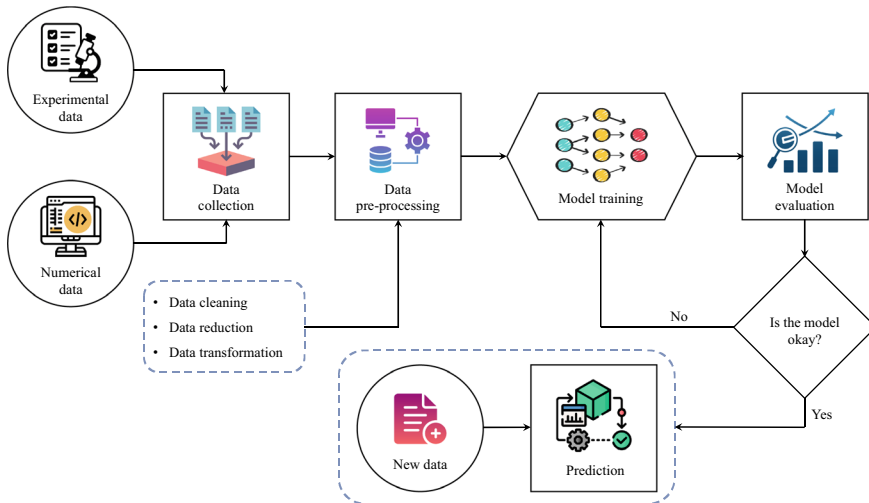 Experimental
data
Data
collection
Data
pre-processing
Model training
Model
evaluation
Numerical
data
• Data cleaning
• Data reduction
• Data transformation
No
Is the model
okay?
Yes
New data
Prediction